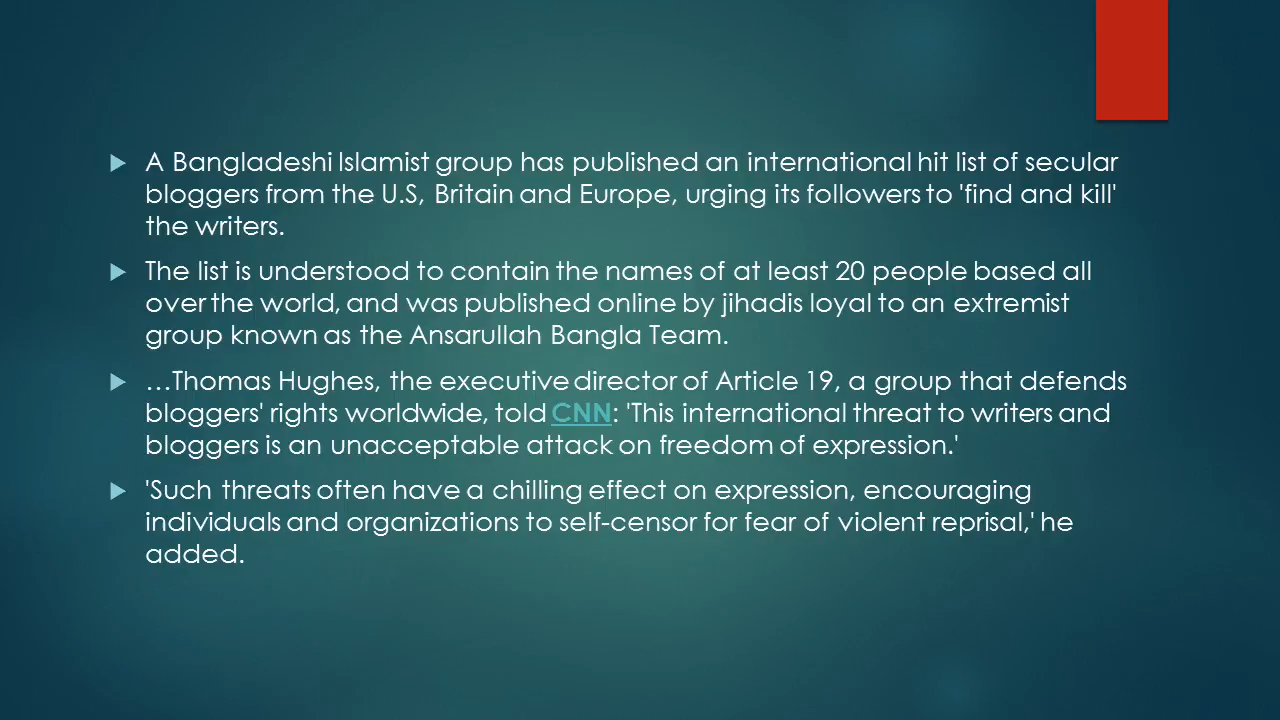 A Bangladeshi Islamist group has published an international hit list of secular
bloggers from the U.S, Britain and Europe, urging its followers to 'find and kill'
the writers.
The list is understood to contain the names of at least 20 people based all
over the world, and was published online by jihadis loyal to an extremist
group known as the Ansarullah Bangla Team.
…Thomas Hughes, the executive director of Article 19, a group that defends
bloggers' rights worldwide, told CNN: 'This international threat to writers and
bloggers is an unacceptable attack on freedom of expression.'
'Such threats often have a chilling effect on expression, encouraging
individuals and organizations to self-censor for fear of violent reprisal,' he
added.